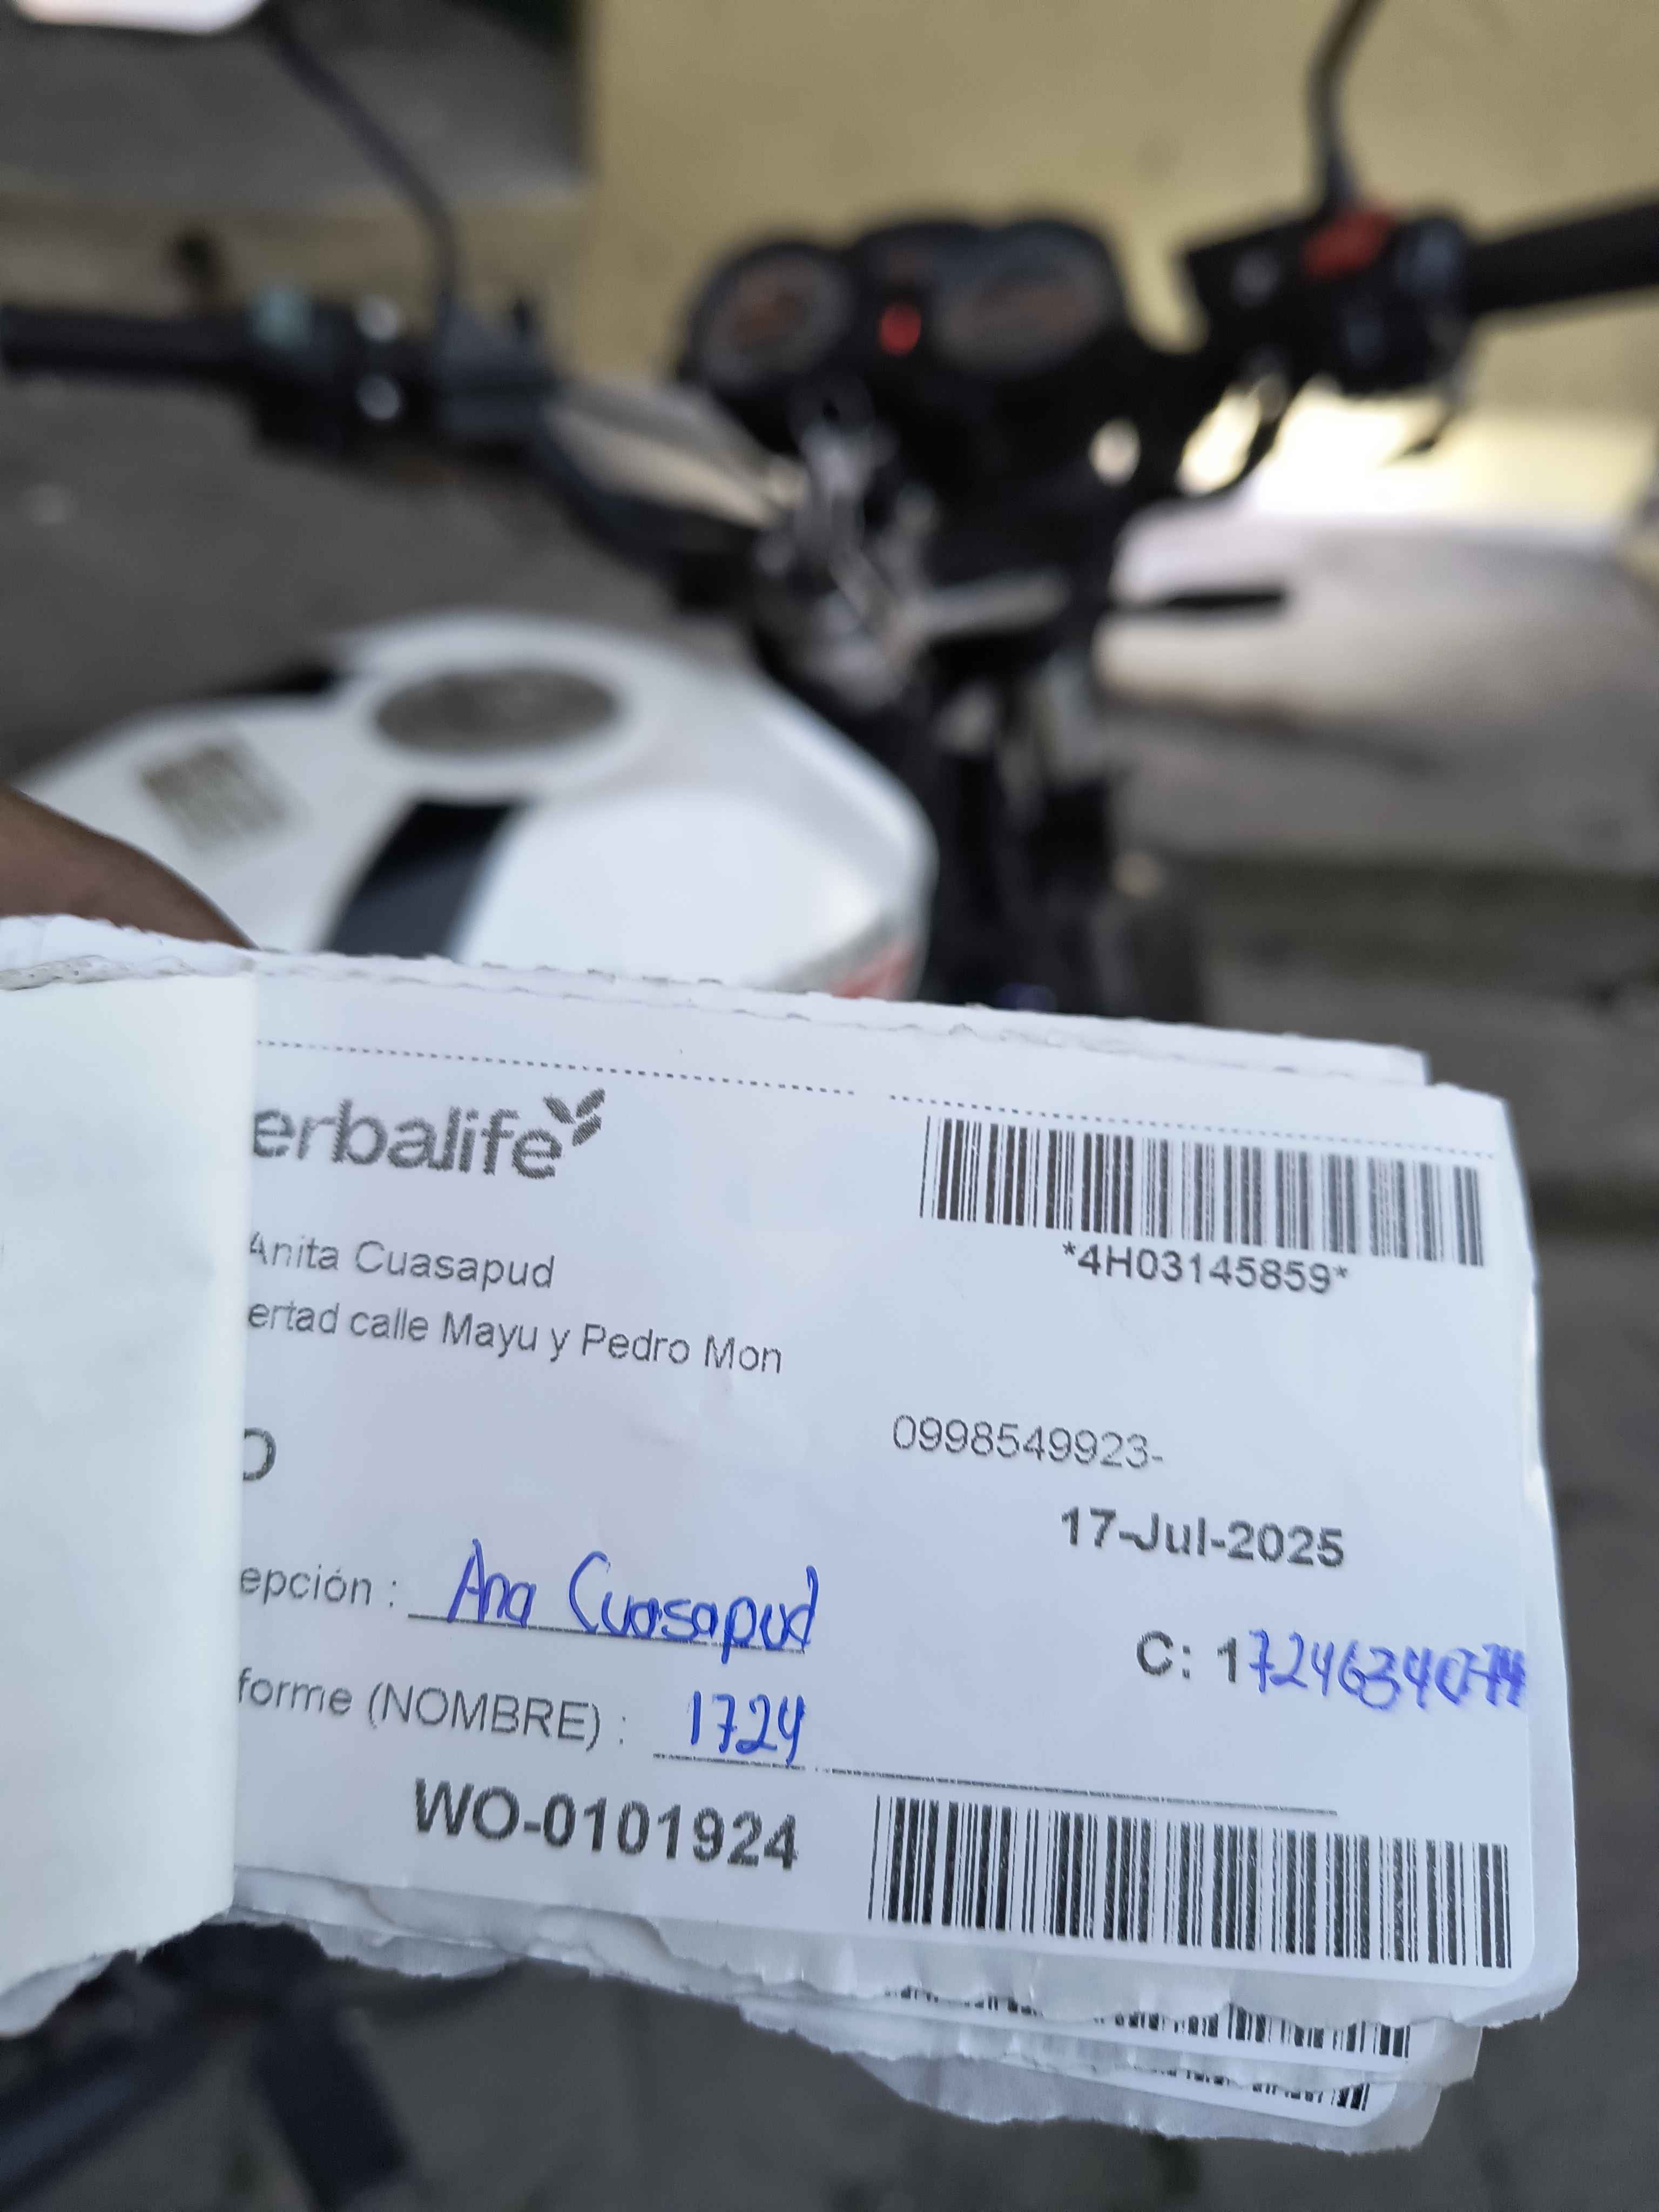 erbalife
*4H03145859*
Anita Cuasapud
ertad calle Mayu y Pedro Mon
O
0998549923-
17-Jul-2025
epción : Ana Cuasapud
C: 1
forme (NOMBRE) : 1724
WO-0101924